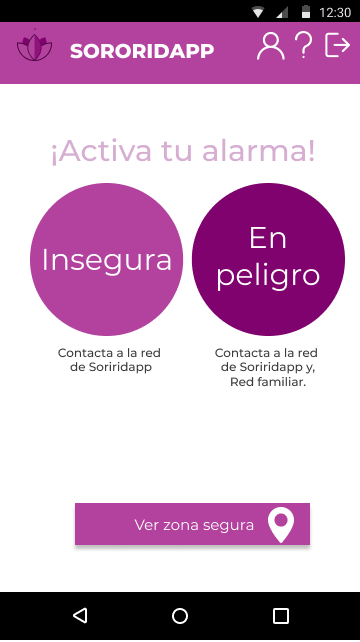 12:30
SORORIDAPP
¡Activa tu alarma!
Insegura
En
peligro
Contacta a la red
de Soriridapp
Contacta a la red
de Soriridapp y,
Red familiar.
Ver zona segura